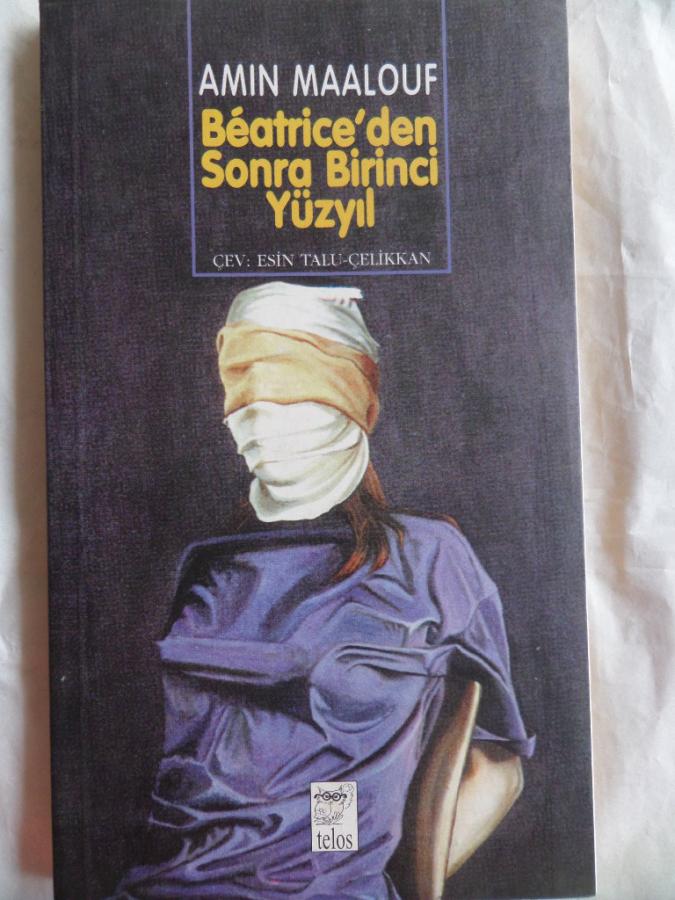 AMIN MAALOUF
Béatrice'den
Sonra Birinci
Yüzyıl
ÇEV: ESİN TALU-ÇELİKKAN
telos